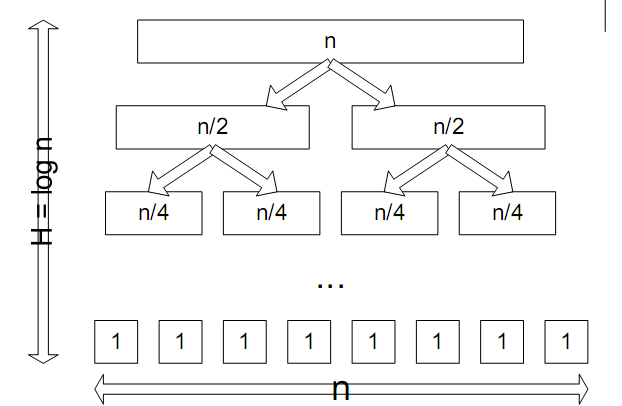 n
n/2 n/2
n/4 n/4 n/4 n/4
H = log n
...
1 1 1 1 1 1 1 1
n